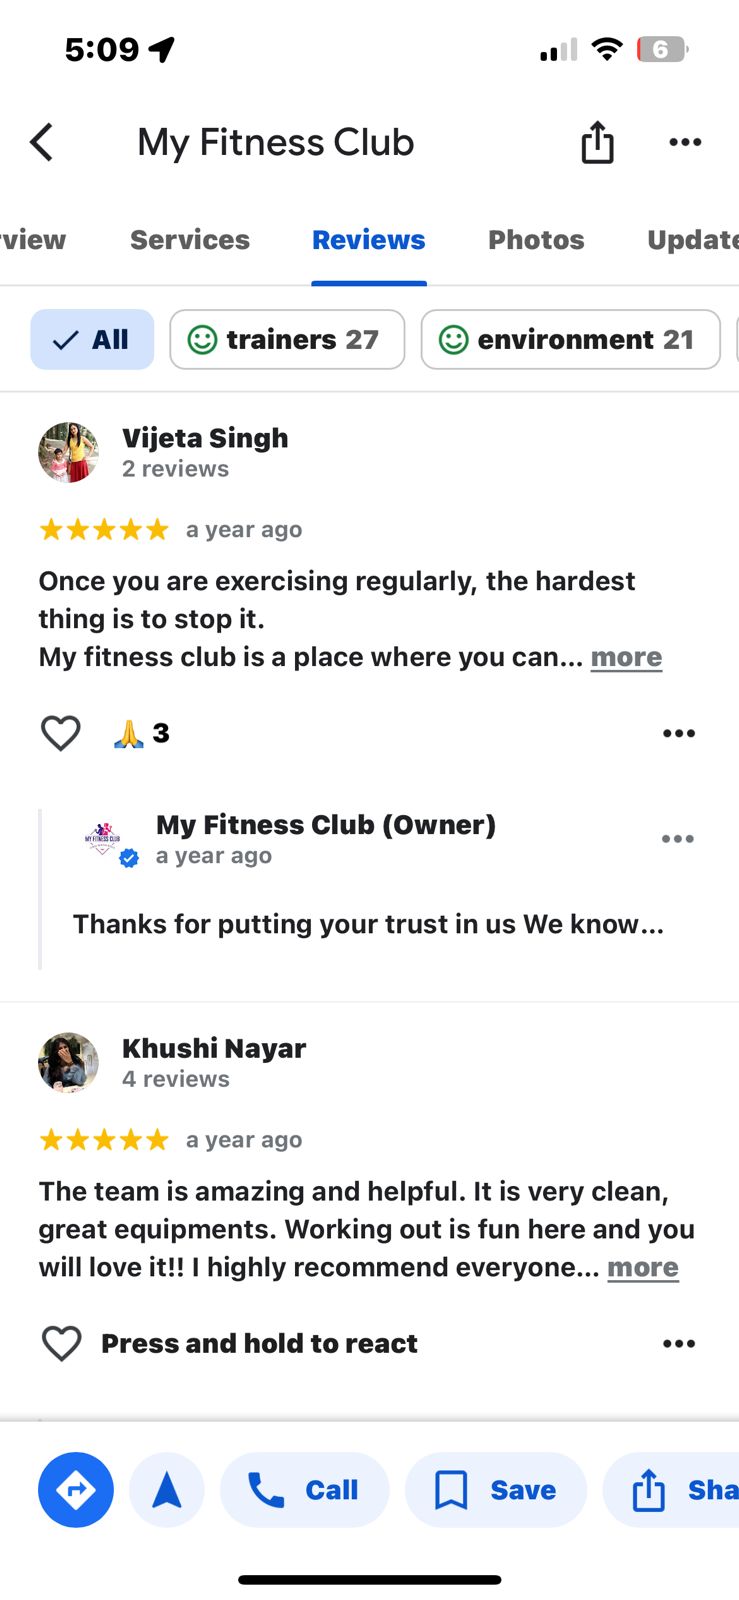 5:09
6
My Fitness Club
rview Services Reviews Photos Update
All trainers 27 environment 21
Vijeta Singh
2 reviews
a year ago
Once you are exercising regularly, the hardest
thing is to stop it.
My fitness club is a place where you can... more
🙏 3
My Fitness Club (Owner)
MY FITNESS CLUB
a year ago
Thanks for putting your trust in us We know...
Khushi Nayar
4 reviews
a year ago
The team is amazing and helpful. It is very clean,
great equipments. Working out is fun here and you
will love it!! I highly recommend everyone... more
Press and hold to react
Call Save Sha